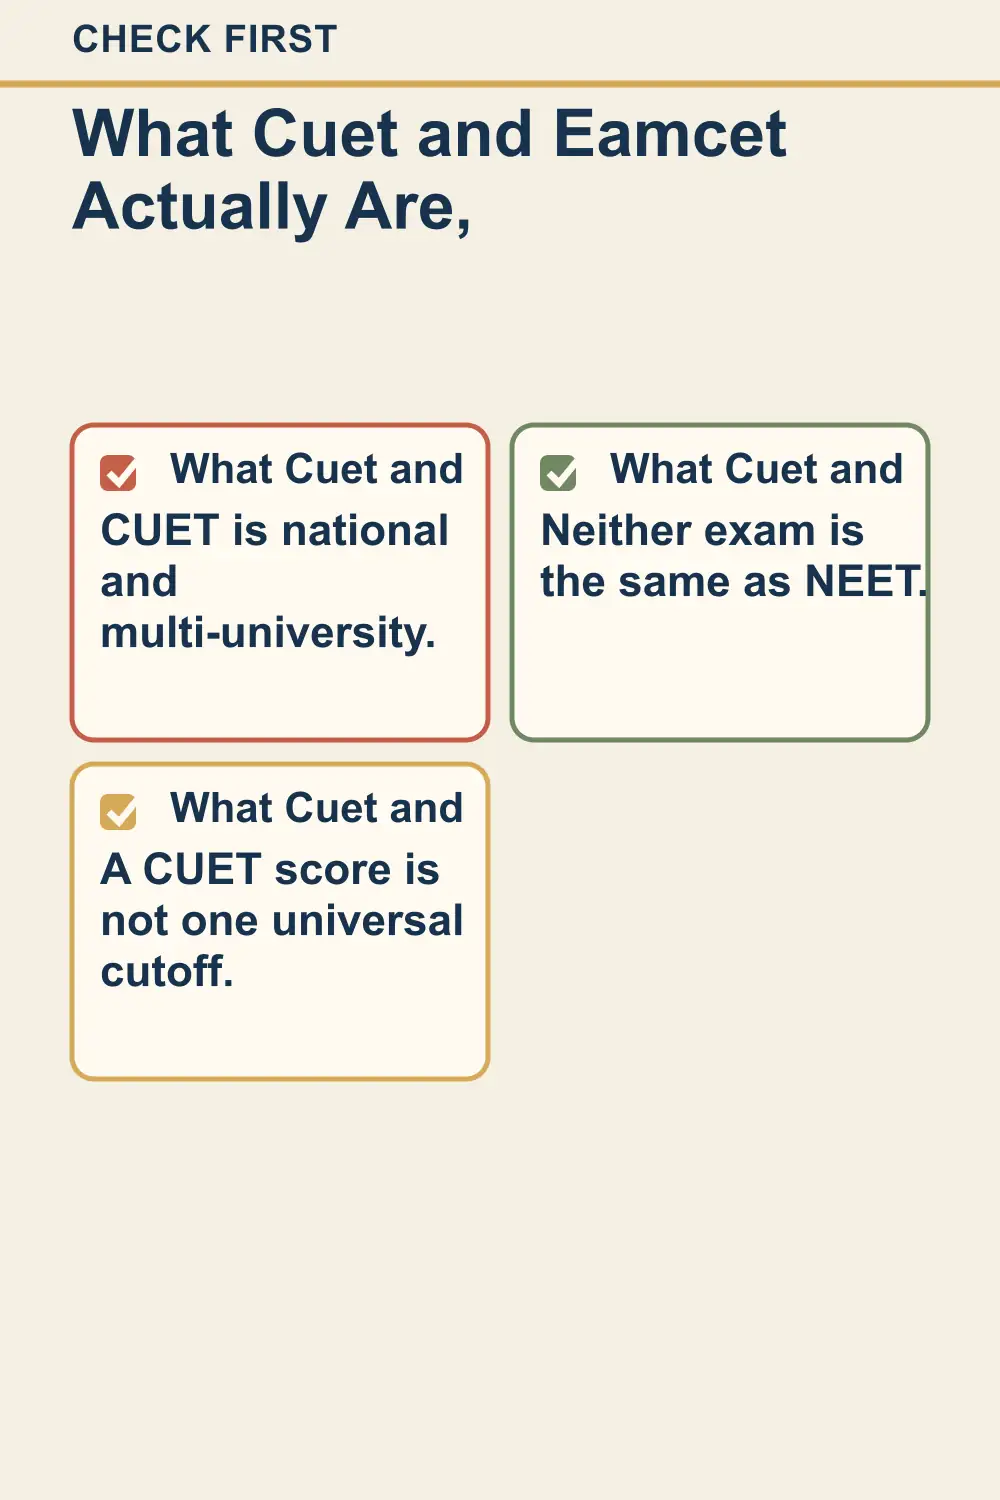 CHECK FIRST
What Cuet and Eamcet
Actually Are,
What Cuet and
CUET is national
and
multi-university.
What Cuet and
Neither exam is
the same as NEET.
What Cuet and
A CUET score is
not one universal
cutoff.